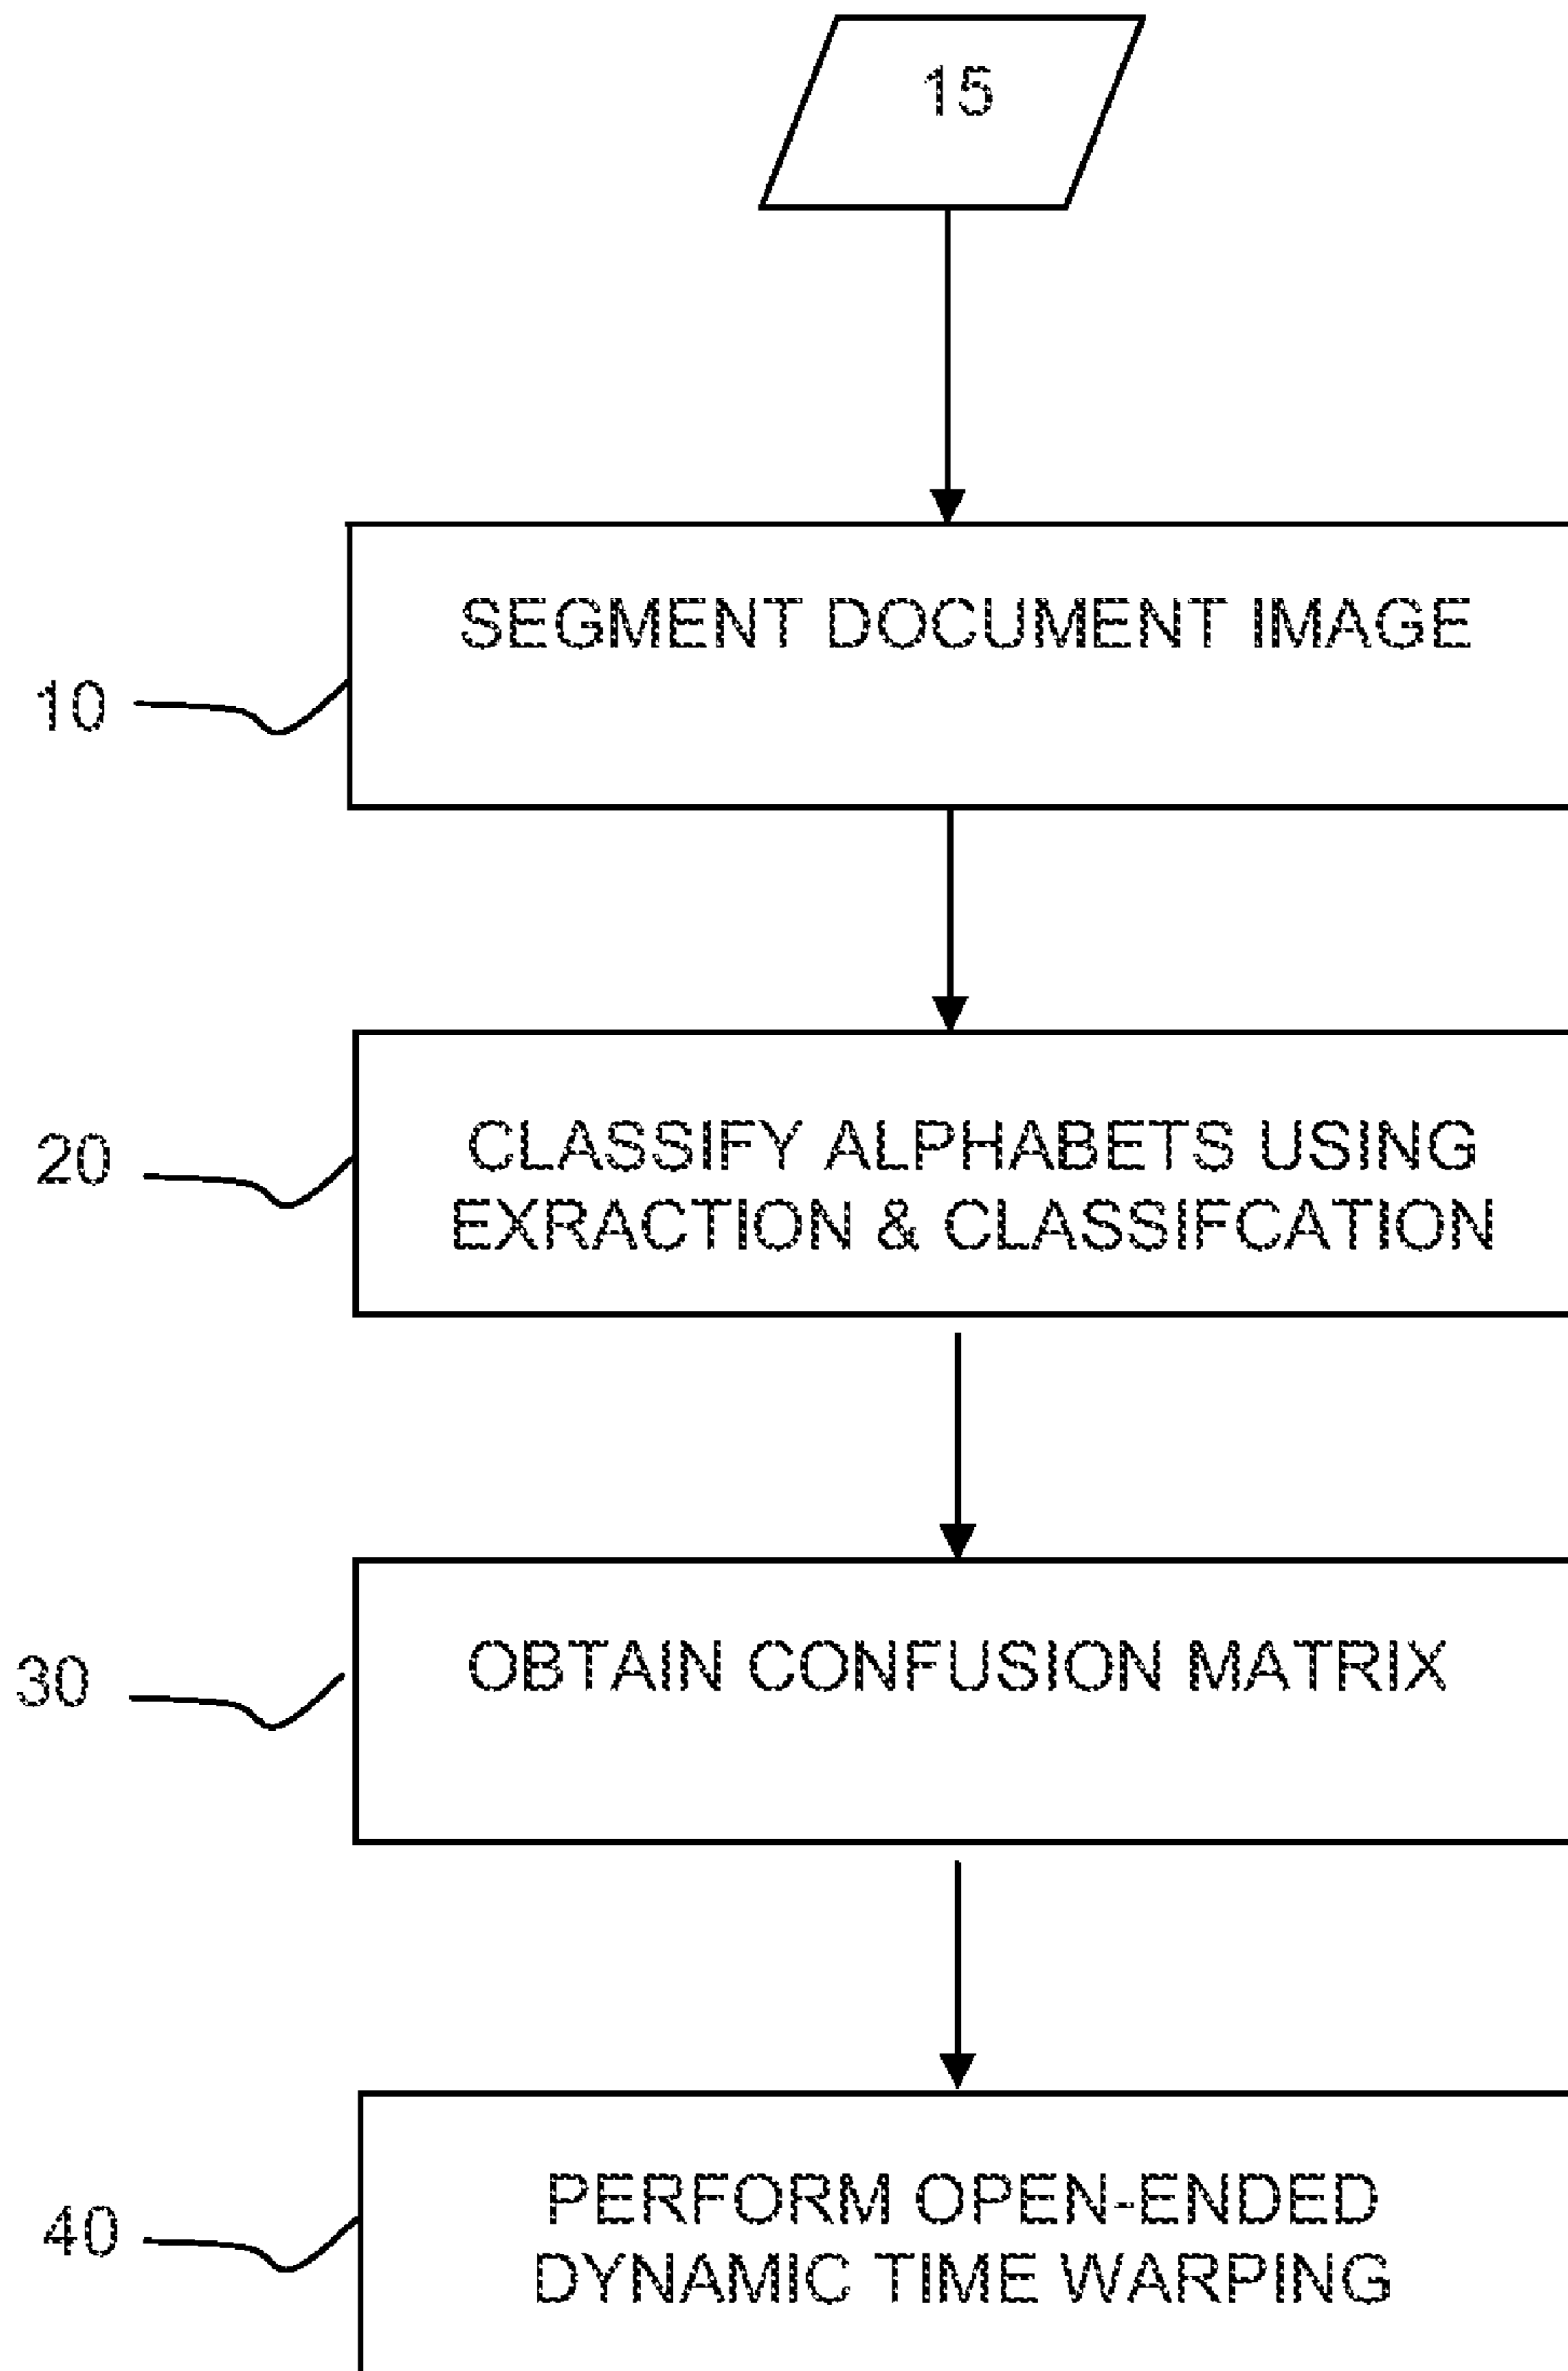 15
SEGMENT DOCUMENT IMAGE
10
CLASSIFY ALPHABETS USING
20
EXRACTION & CLASSIFCATION
OBTAIN CONFUSION MATRIX
30
PERFORM OPEN-ENDED
40
DYNAMIC TIME WARPING